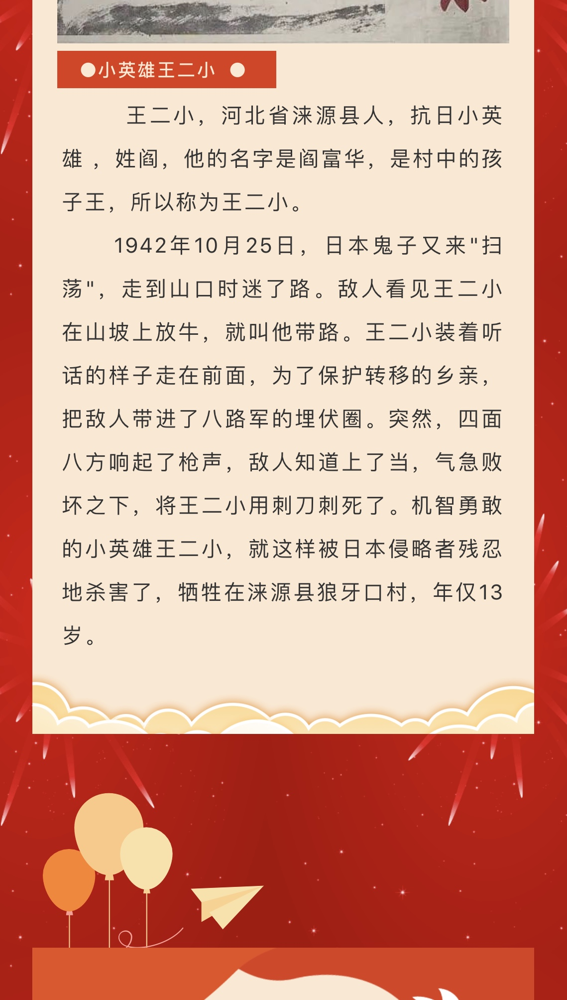 ●小英雄王二小 ●
王二小，河北省涞源县人，抗日小英
雄 ，姓阎，他的名字是阎富华，是村中的孩
子王，所以称为王二小。
1942年10月25日，日本鬼子又来"扫
荡"，走到山口时迷了路。敌人看见王二小
在山坡上放牛，就叫他带路。王二小装着听
话的样子走在前面，为了保护转移的乡亲，
把敌人带进了八路军的埋伏圈。突然，四面
八方响起了枪声，敌人知道上了当，气急败
坏之下，将王二小用刺刀刺死了。机智勇敢
的小英雄王二小，就这样被日本侵略者残忍
地杀害了，牺牲在涞源县狼牙口村，年仅13
岁。